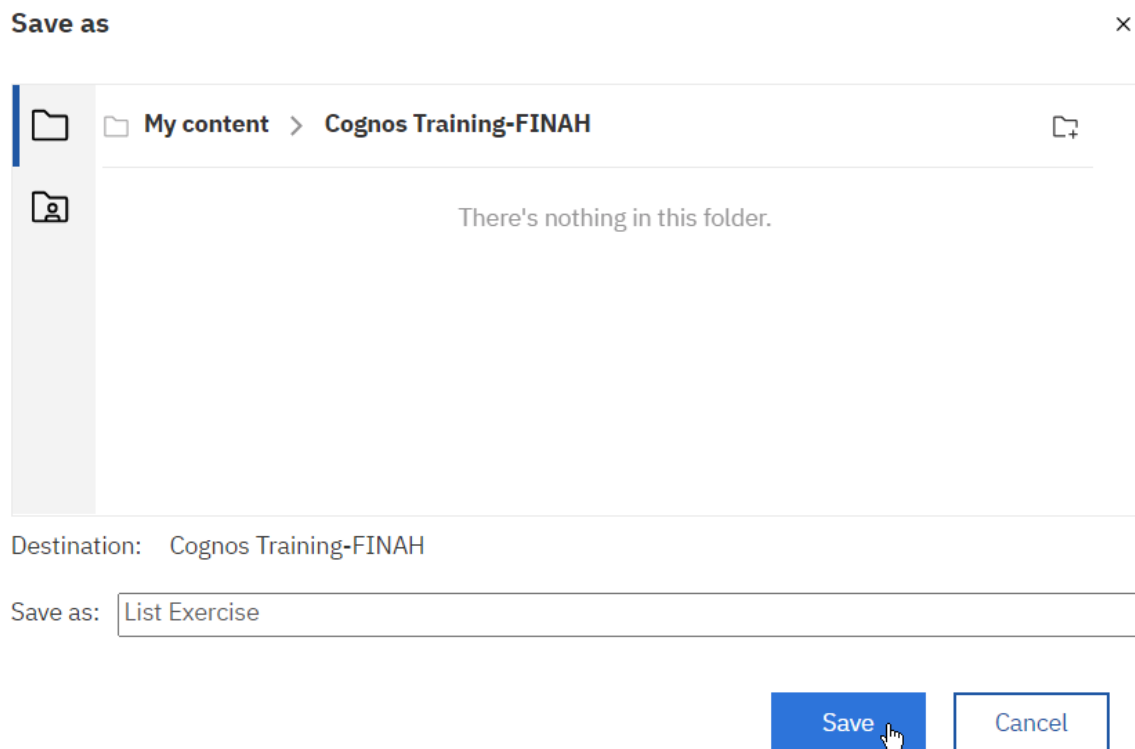 Save as
My content > Cognos Training-FINAH
There's nothing in this folder.
Destination: Cognos Training-FINAH
Save as: List Exercise
Save Cancel